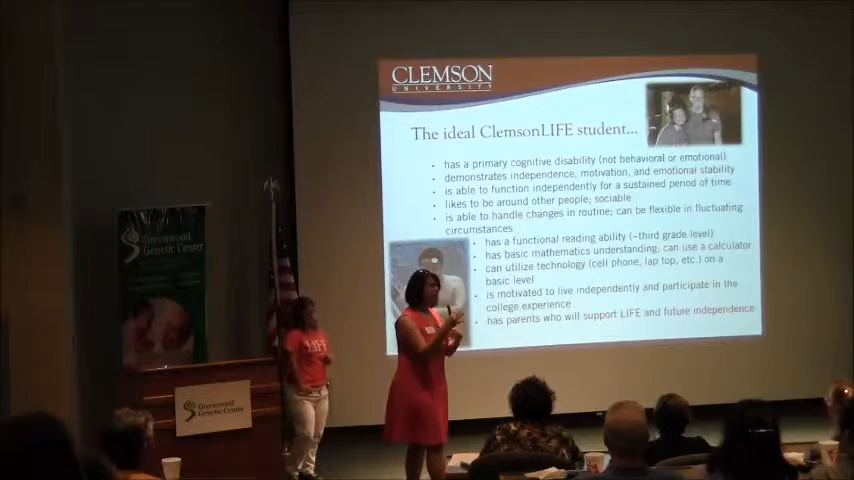 CLEMSON
UNIVERSITY
The ideal ClemsonLIFE student...
• has a primary cognitive disability (not behavioral or emotional)
• demonstrates independence, motivation, and emotional stability
• is able to function independently for a sustained period of time
• likes to be around other people; sociable
• is able to handle changes in routine; can be flexible in fluctuating
circumstances
• has a functional reading ability (~third grade level)
• has basic mathematics understanding; can use a calculator
• can utilize technology (cell phone, lap top, etc.) on a
basic level
• is motivated to live independently and participate in the
college experience
• has parents who will support LIFE and future independence
Greenwood
Genetic Center
LIFE
Greenwood
Genetic Center